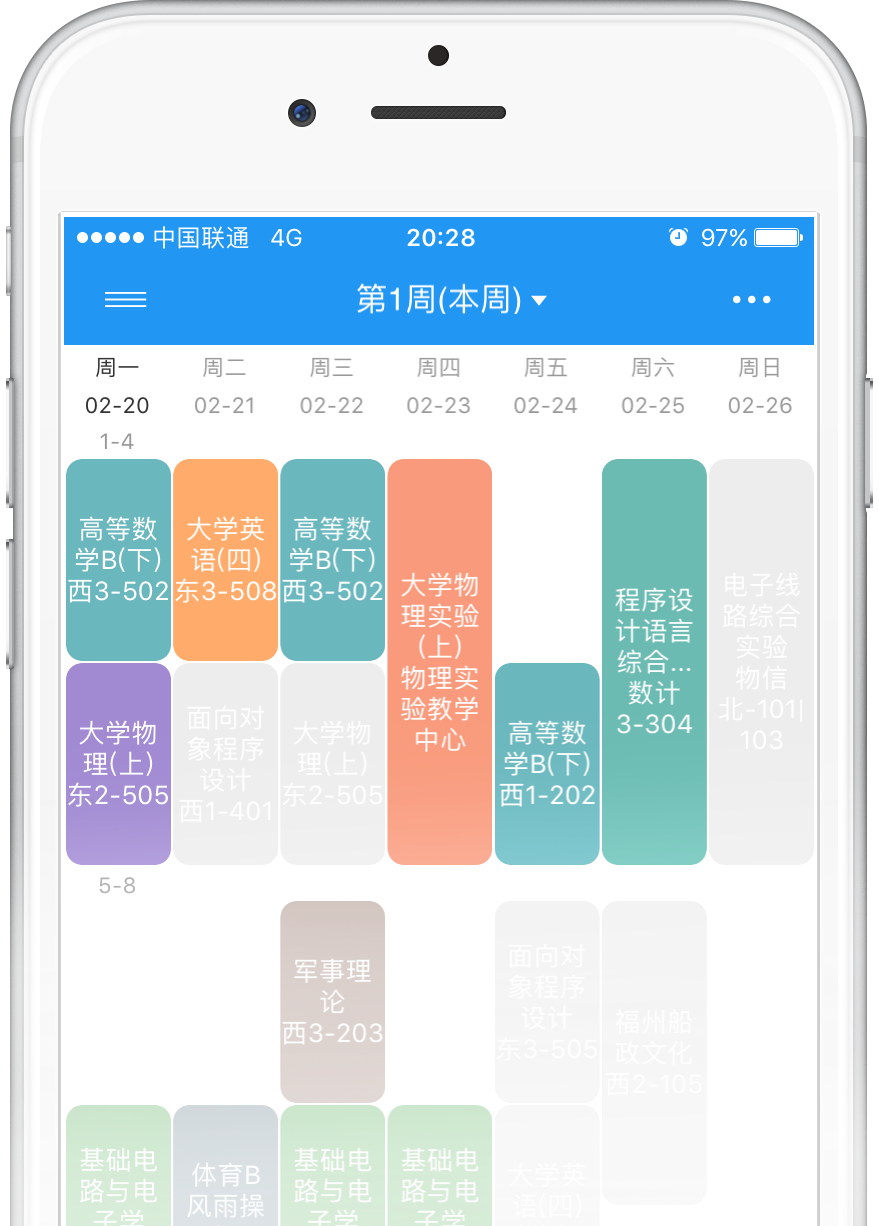 中国联通 4G 20:28 97%
第1周(本周)
周一 周二 周三 周四 周五 周六 周日
02-20 02-21 02-22 02-23 02-24 02-25 02-26
1-4
高等数
学B(下)
西3-502
大学英
语(四)
东3-508
高等数
学B(下)
西3-502
大学物
理实验
(上)
物理实
验教学
中心
程序设
计语言
综合...
数计
3-304
电子线
路综合
实验
物信
北-101|
103
大学物
理(上)
东2-505
面向对
象程序
设计
西1-401
大学物
理(上)
东2-505
高等数
学B(下)
西1-202
5-8
军事理
论
西3-203
面向对
象程序
设计
东3-505
福州船
政文化
西2-105
基础电
路与电
子学
体育B
风雨操
基础电
路与电
子学
基础电
路与电
子学
大学英
语(四)